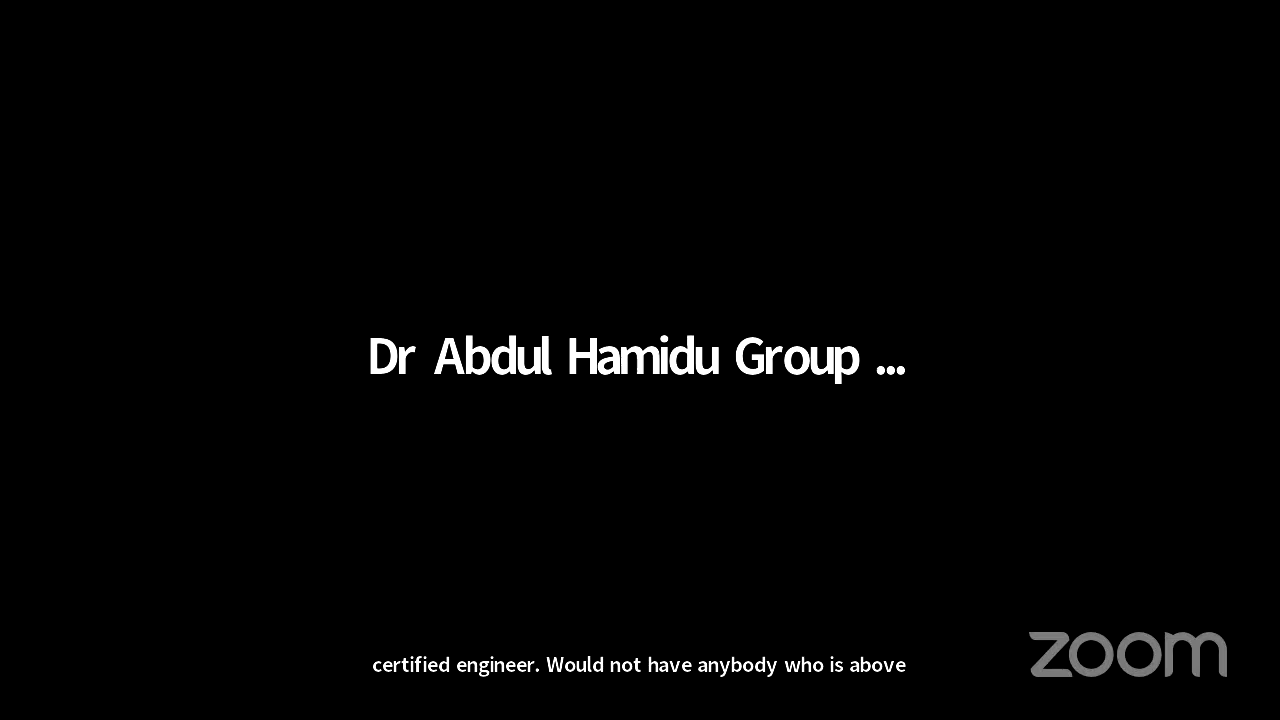 Dr Abdul Hamidu Group ...
certified engineer. Would not have anybody who is above
zoom